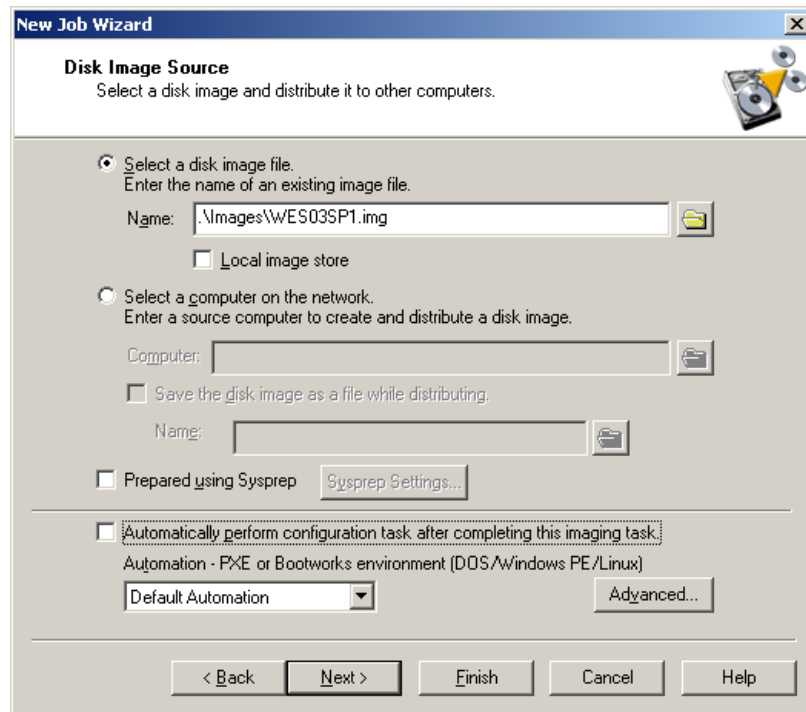 New Job Wizard
Disk Image Source
Select a disk image and distribute it to other computers.
Select a disk image file.
Enter the name of an existing image file.
Name: .\Images\WES03SP1.img
Local image store
Select a computer on the network.
Enter a source computer to create and distribute a disk image.
Computer:
Save the disk image as a file while distributing.
Name:
Prepared using Sysprep Sysprep Settings...
Automatically perform configuration task after completing this imaging task.
Automation - PXE or Bootworks environment (DOS/Windows PE/Linux)
Default Automation Advanced...
< Back Next > Finish Cancel Help